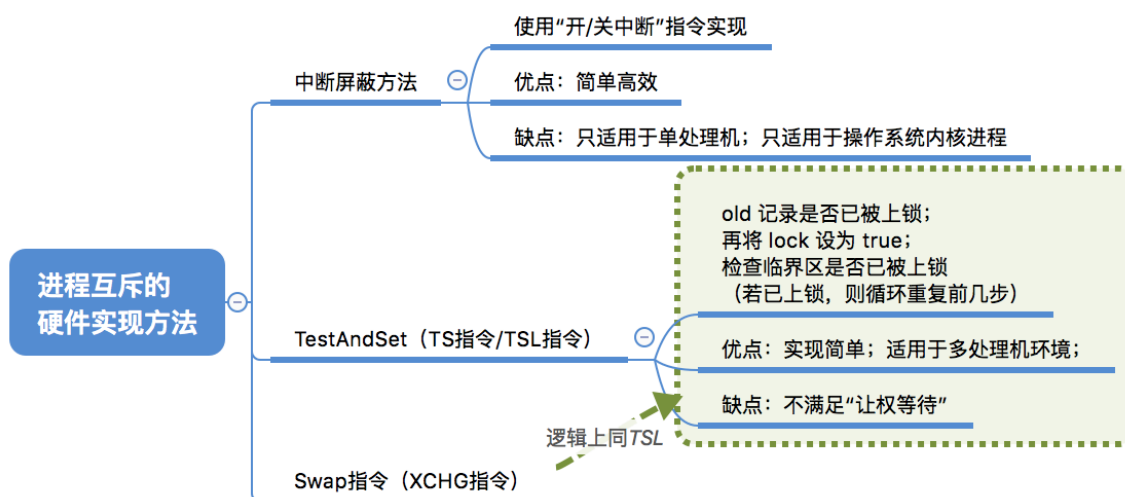 使用“开/关中断”指令实现
中断屏蔽方法
优点：简单高效
缺点：只适用于单处理机；只适用于操作系统内核进程
进程互斥的
硬件实现方法
old 记录是否已被上锁；
再将 lock 设为 true；
检查临界区是否已被上锁
（若已上锁，则循环重复前几步）
TestAndSet（TS指令/TSL指令）
优点：实现简单；适用于多处理机环境；
缺点：不满足“让权等待”
逻辑上同TSL
Swap指令（XCHG指令）